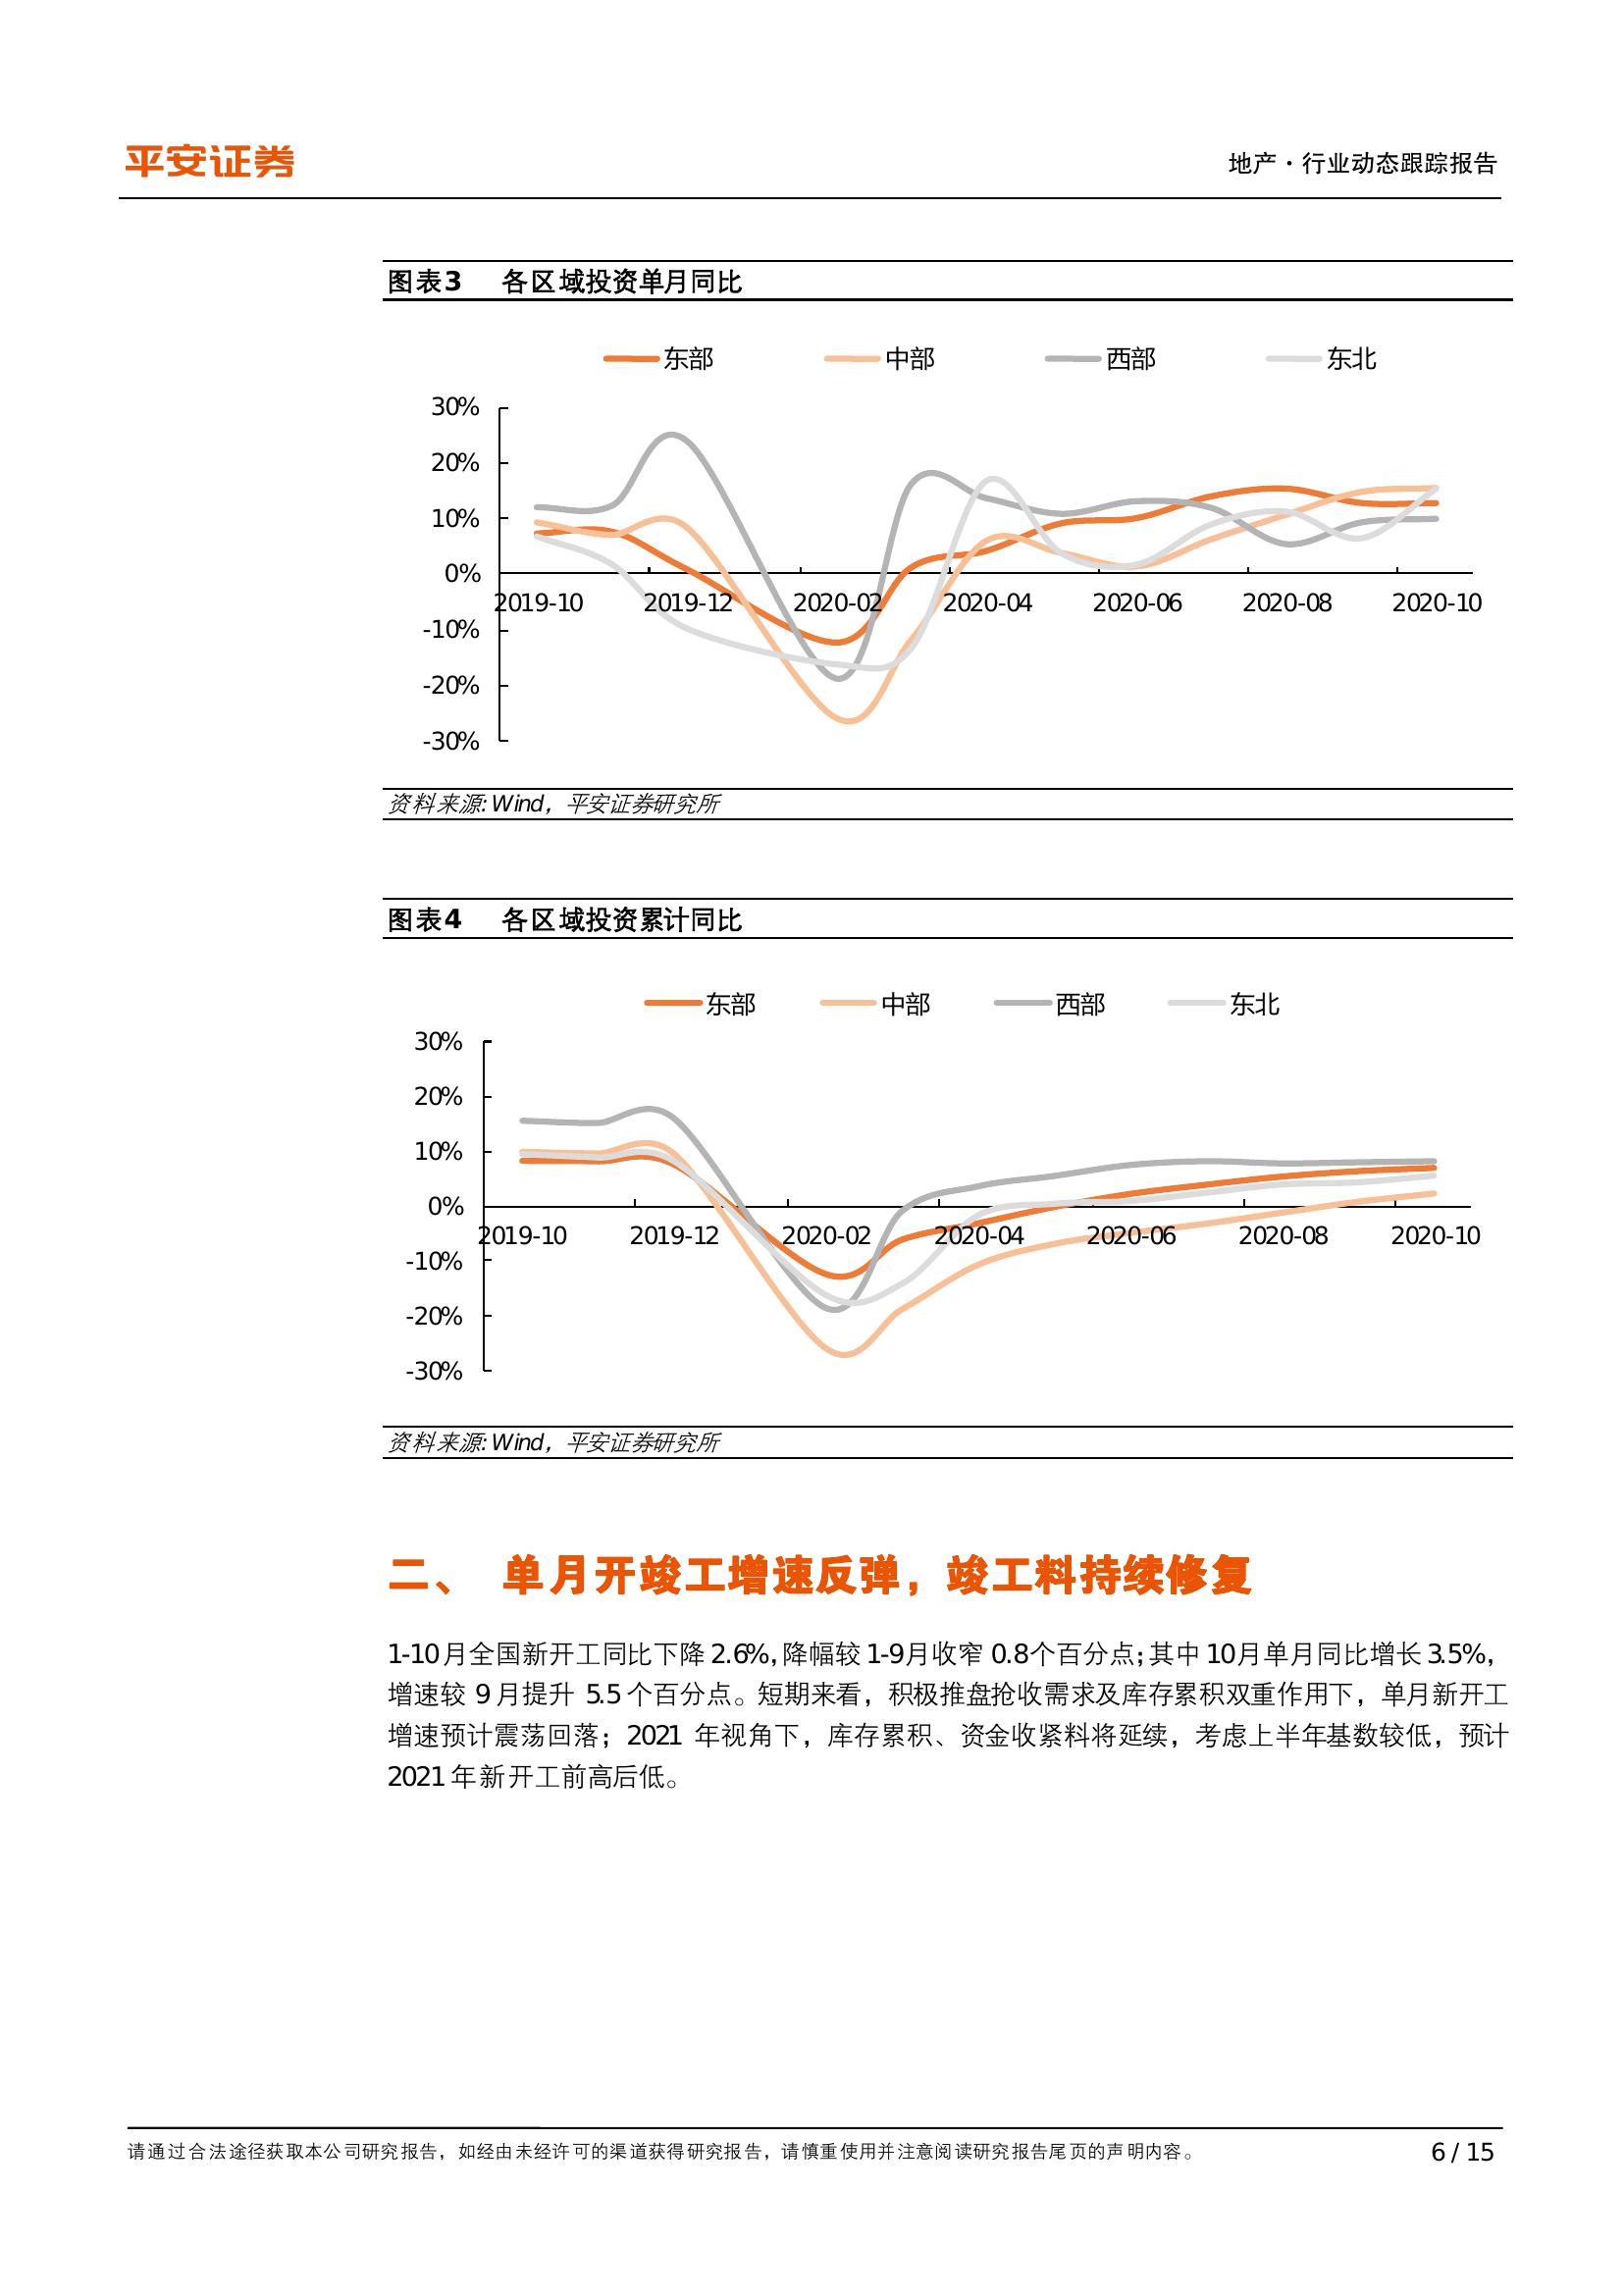 平安证券
地产·行业动态跟踪报告
图表3 各区域投资单月同比
东部 中部 西部 东北
30%
20%
10%
0%
-10%
-20%
-30%
2019-10 2019-12 2020-02 2020-04 2020-06 2020-08 2020-10
资料来源:Wind，平安证券研究所
图表4 各区域投资累计同比
东部 中部 西部 东北
30%
20%
10%
0%
-10%
-20%
-30%
2019-10 2019-12 2020-02 2020-04 2020-06 2020-08 2020-10
资料来源:Wind，平安证券研究所
二、 单月开竣工增速反弹，竣工料持续修复
1-10月全国新开工同比下降2.6%，降幅较1-9月收窄0.8个百分点；其中10月单月同比增长3.5%，
增速较9月提升5.5个百分点。短期来看，积极推盘抢收需求及库存累积双重作用下，单月新开工
增速预计震荡回落；2021年视角下，库存累积、资金收紧料将延续，考虑上半年基数较低，预计
2021年新开工前高后低。
请通过合法途径获取本公司研究报告，如经由未经许可的渠道获得研究报告，请慎重使用并注意阅读研究报告尾页的声明内容。
6 / 15